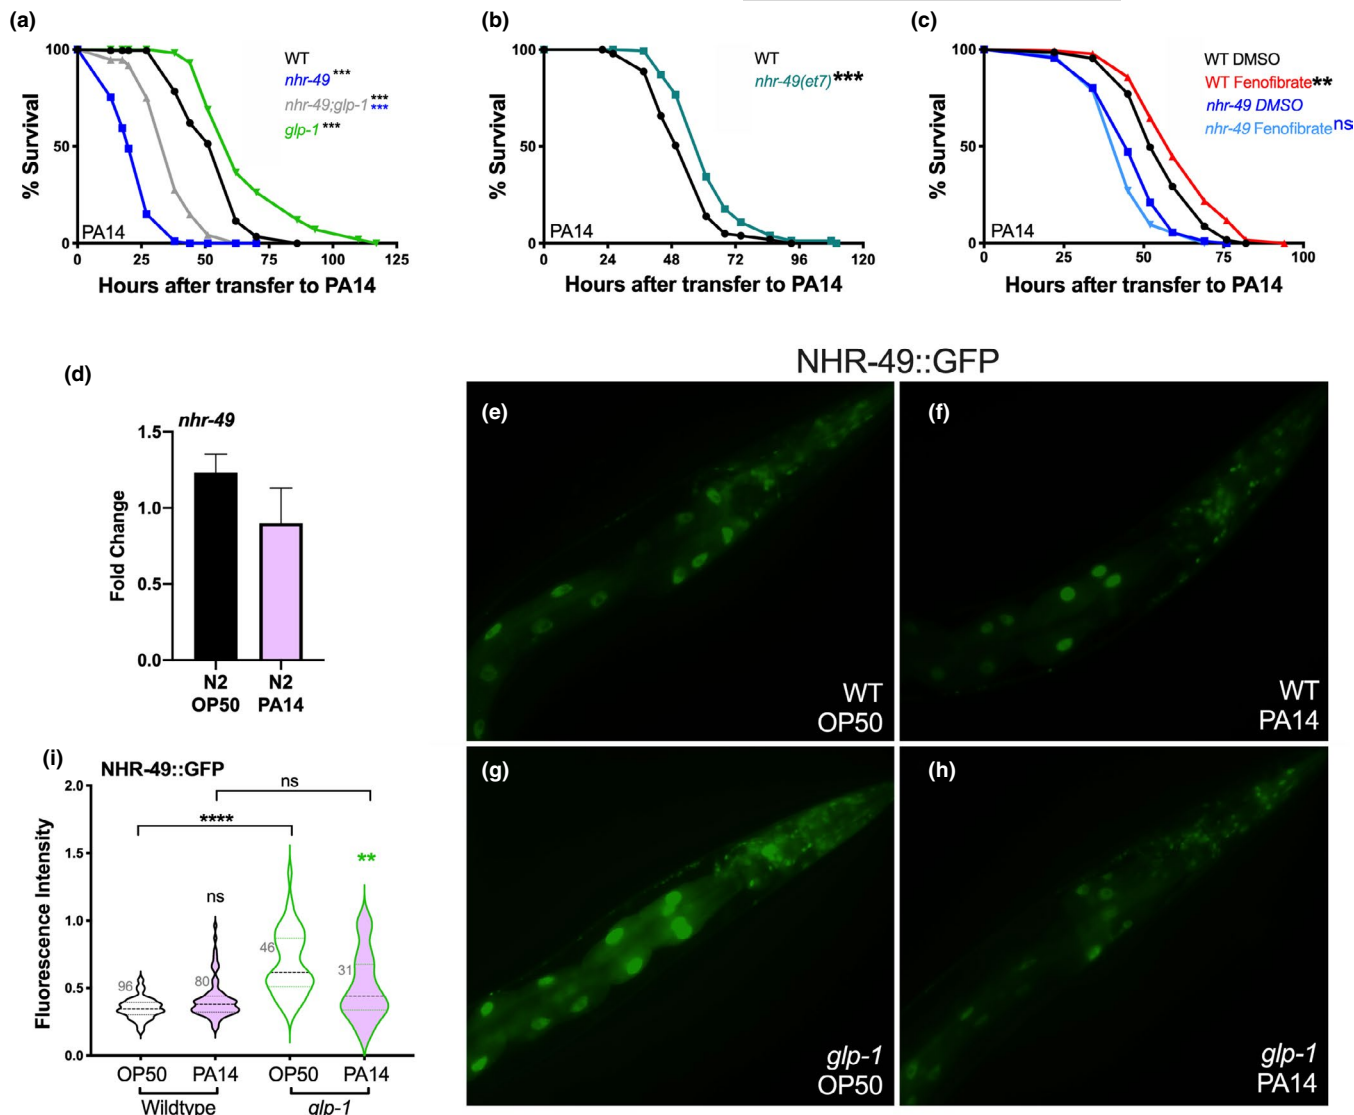 (a)
100
50
0
% Survival
WT
nhr-49 ***
nhr-49;glp-1 ***
***
glp-1 ***
PA14
0 25 50 75 100 125
Hours after transfer to PA14
(b)
100
50
0
% Survival
WT
nhr-49(et7)***
PA14
0 24 48 72 96 120
Hours after transfer to PA14
(c)
100
50
0
% Survival
WT DMSO
WT Fenofibrate**
nhr-49 DMSO
nhr-49 Fenofibrate ns
PA14
0 25 50 75 100
Hours after transfer to PA14
(d)
nhr-49
1.5
1.0
0.5
0.0
Fold Change
N2 N2
OP50 PA14
NHR-49::GFP
(e)
WT
OP50
(f)
WT
PA14
(g)
glp-1
OP50
(h)
glp-1
PA14
(i)
NHR-49::GFP
2.0
1.5
1.0
0.5
0.0
Fluorescence Intensity
ns
****
**
ns
96
80
46
31
OP50 PA14 OP50 PA14
Wildtype glp-1